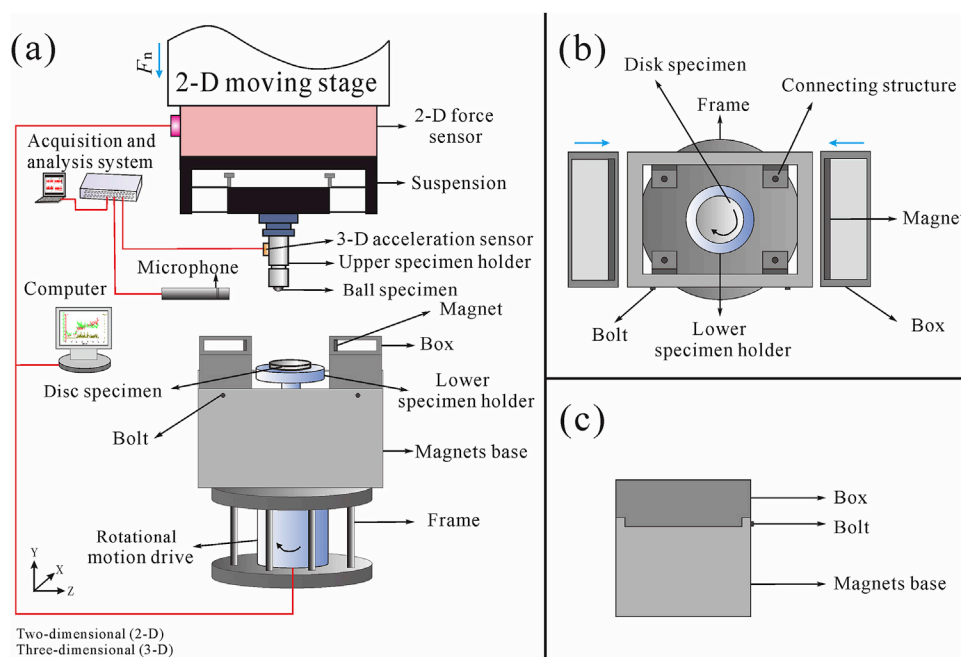 (a)
Fn
2-D moving stage
2-D force
sensor
Acquisition and
analysis system
Suspension
3-D acceleration sensor
Upper specimen holder
Microphone
Ball specimen
Computer
Magnet
Box
Disc specimen
Lower
specimen holder
Bolt
Magnets base
Frame
Rotational
motion drive
Y
X
Z
Two-dimensional (2-D)
Three-dimensional (3-D)
(b)
Disk specimen
Connecting structure
Frame
Magnet
Bolt
Lower
specimen holder
Box
(c)
Box
Bolt
Magnets base